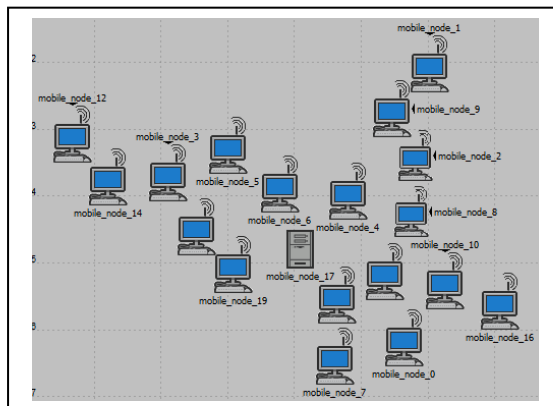 mobile_node_1
2
mobile_node_12
mobile_node_9
3
mobile_node_3
mobile_node_2
mobile_node_5
4
mobile_node_14
mobile_node_6
mobile_node_4
mobile_node_8
mobile_node_10
5
mobile_node_17
mobile_node_19
mobile_node_16
6
mobile_node_0
mobile_node_7
7